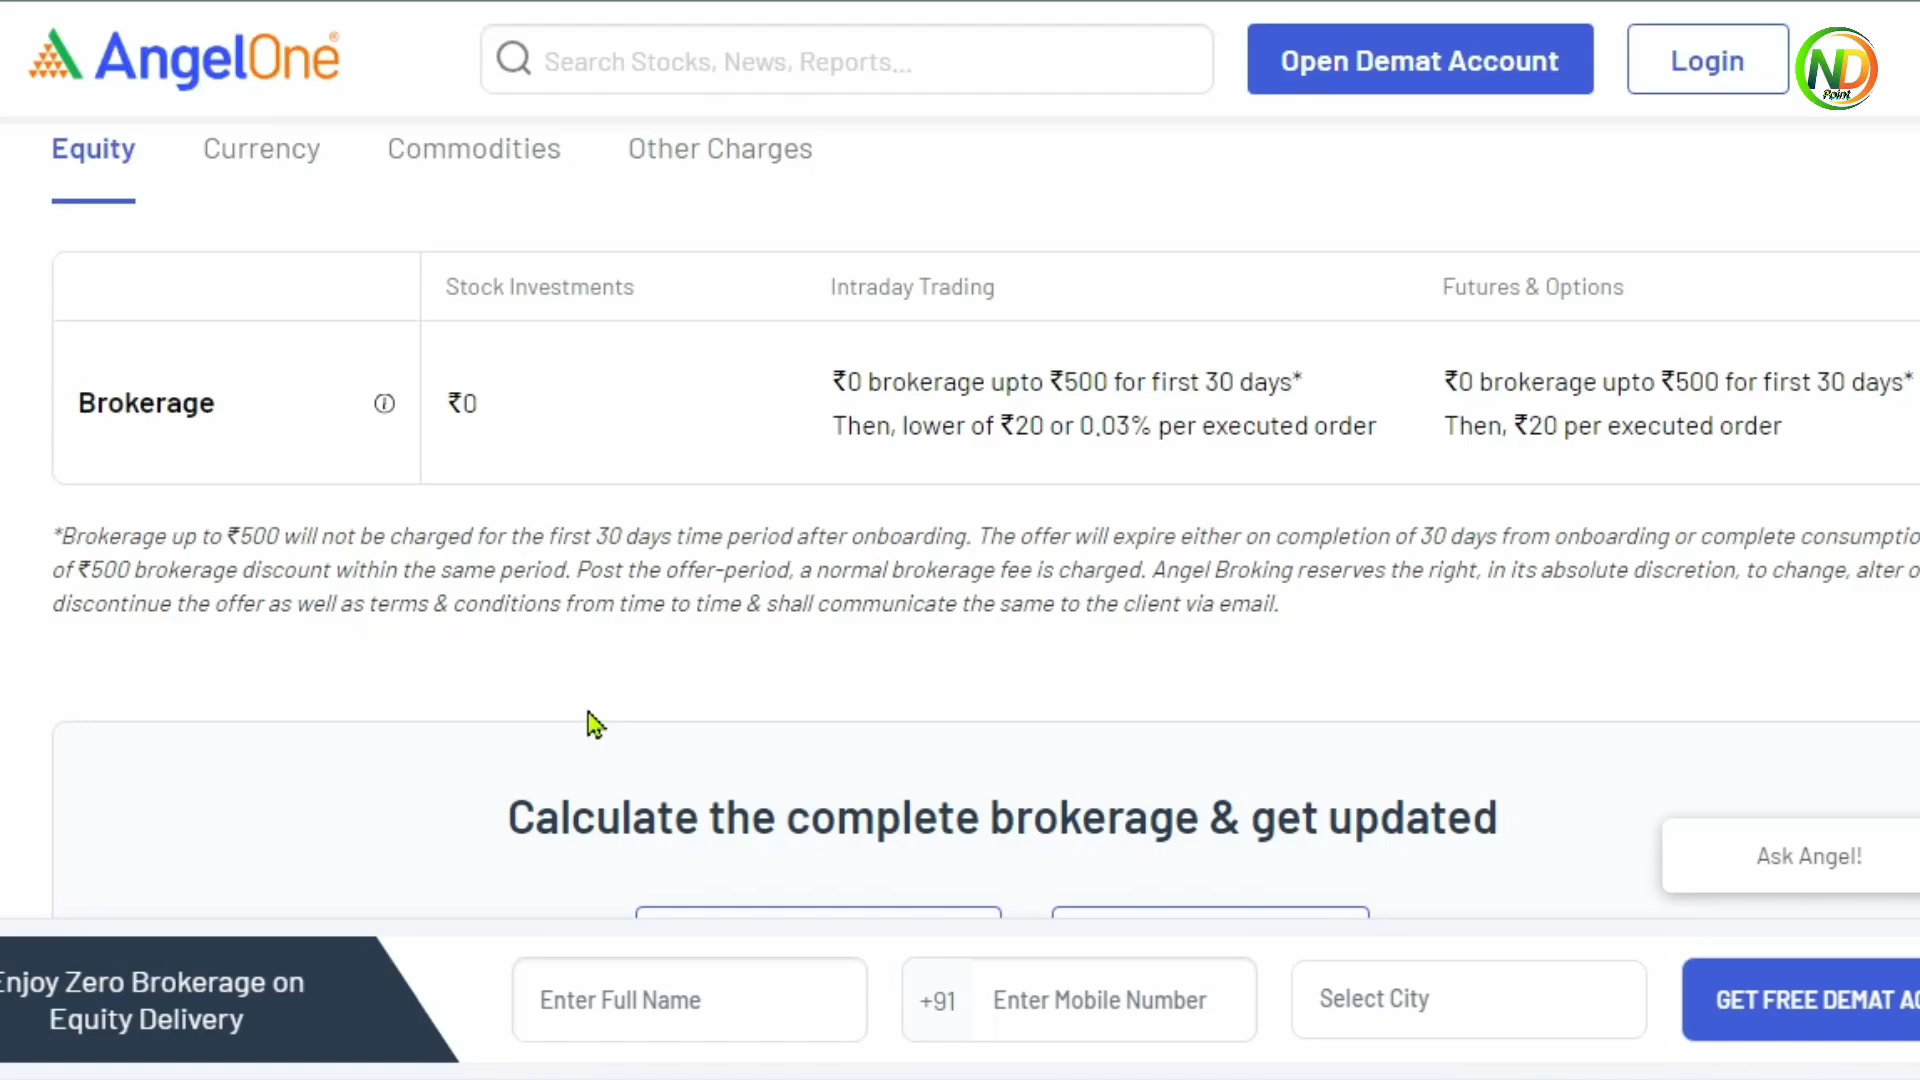 AngelOne®
Search Stocks, News, Reports...
Open Demat Account
Login
ND
Point
Equity
Currency
Commodities
Other Charges
Stock Investments
Intraday Trading
Futures & Options
Brokerage
₹0
₹0 brokerage upto ₹500 for first 30 days*
Then, lower of ₹20 or 0.03% per executed order
₹0 brokerage upto ₹500 for first 30 days*
Then, ₹20 per executed order
*Brokerage up to ₹500 will not be charged for the first 30 days time period after onboarding. The offer will expire either on completion of 30 days from onboarding or complete consumptio
of ₹500 brokerage discount within the same period. Post the offer-period, a normal brokerage fee is charged. Angel Broking reserves the right, in its absolute discretion, to change, alter o
discontinue the offer as well as terms & conditions from time to time & shall communicate the same to the client via email.
Calculate the complete brokerage & get updated
Ask Angel!
Enjoy Zero Brokerage on
Equity Delivery
Enter Full Name
+91
Enter Mobile Number
Select City
GET FREE DEMAT AC